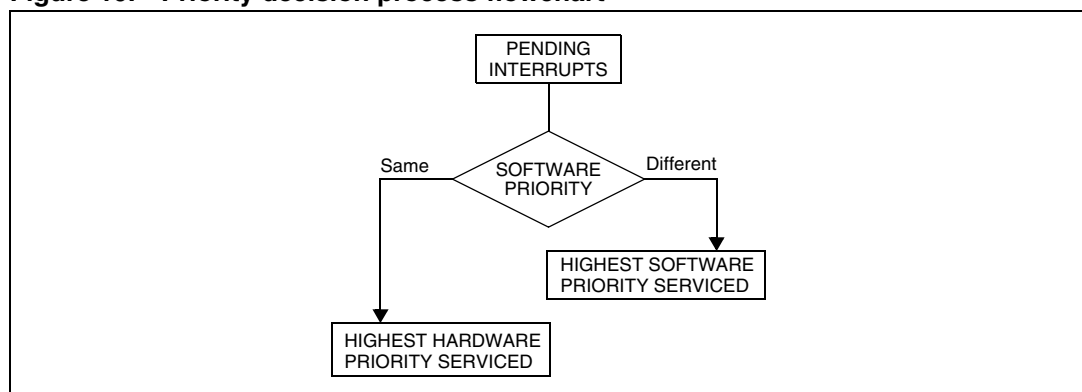 Figure 16. Priority decision process flowchart
PENDING
INTERRUPTS
Same
SOFTWARE
PRIORITY
Different
HIGHEST SOFTWARE
PRIORITY SERVICED
HIGHEST HARDWARE
PRIORITY SERVICED